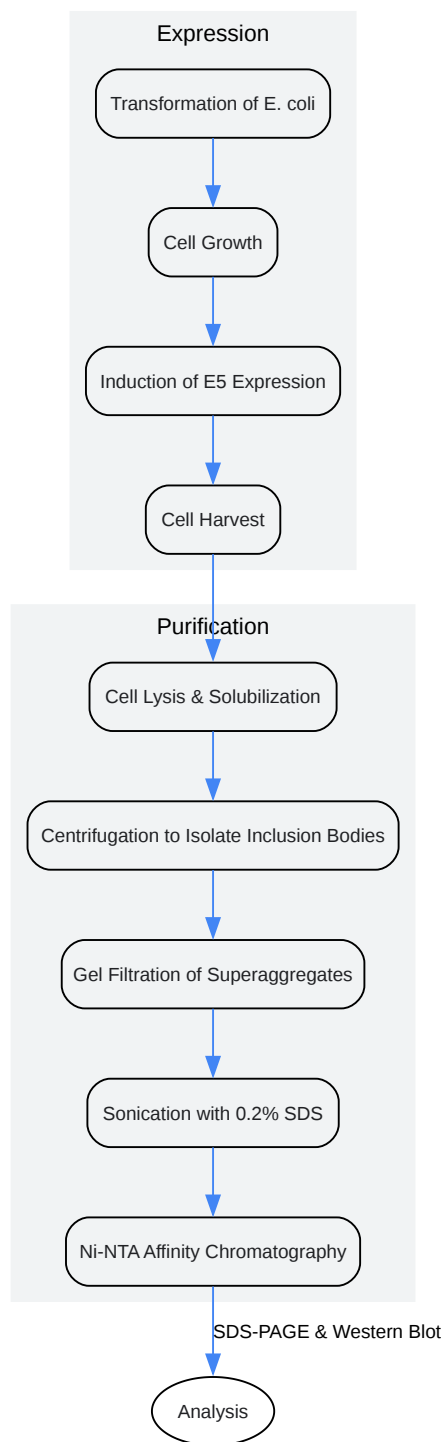 Expression
Transformation of E. coli
Cell Growth
Induction of E5 Expression
Cell Harvest
Purification
Cell Lysis & Solubilization
Centrifugation to Isolate Inclusion Bodies
Gel Filtration of Superaggregates
Sonication with 0.2% SDS
Ni-NTA Affinity Chromatography
SDS-PAGE & Western Blot
Analysis